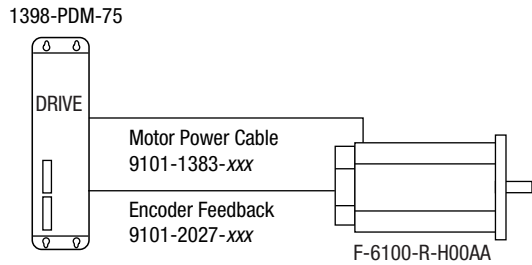 1398-PDM-75
DRIVE
Motor Power Cable
9101-1383-xxx
Encoder Feedback
9101-2027-xxx
F-6100-R-H00AA